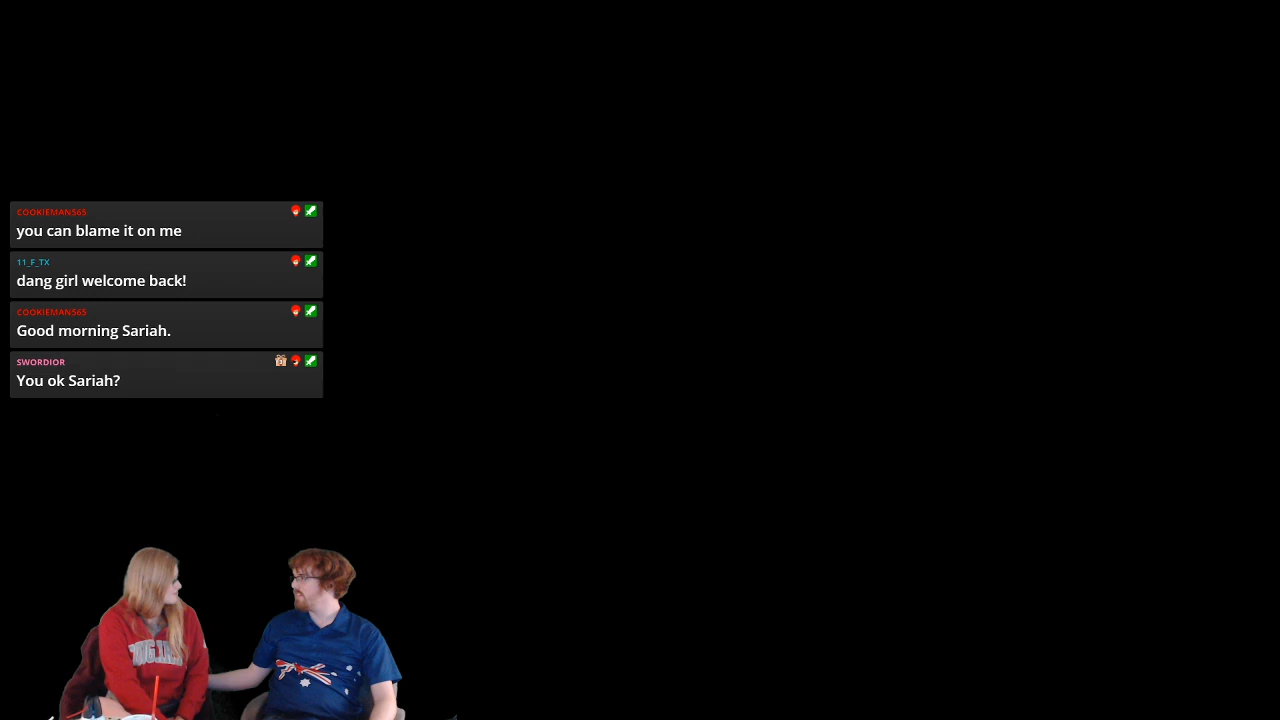 COOKIEMAN565
you can blame it on me
11_F_TX
dang girl welcome back!
COOKIEMAN565
Good morning Sariah.
SWORDIOR
You ok Sariah?